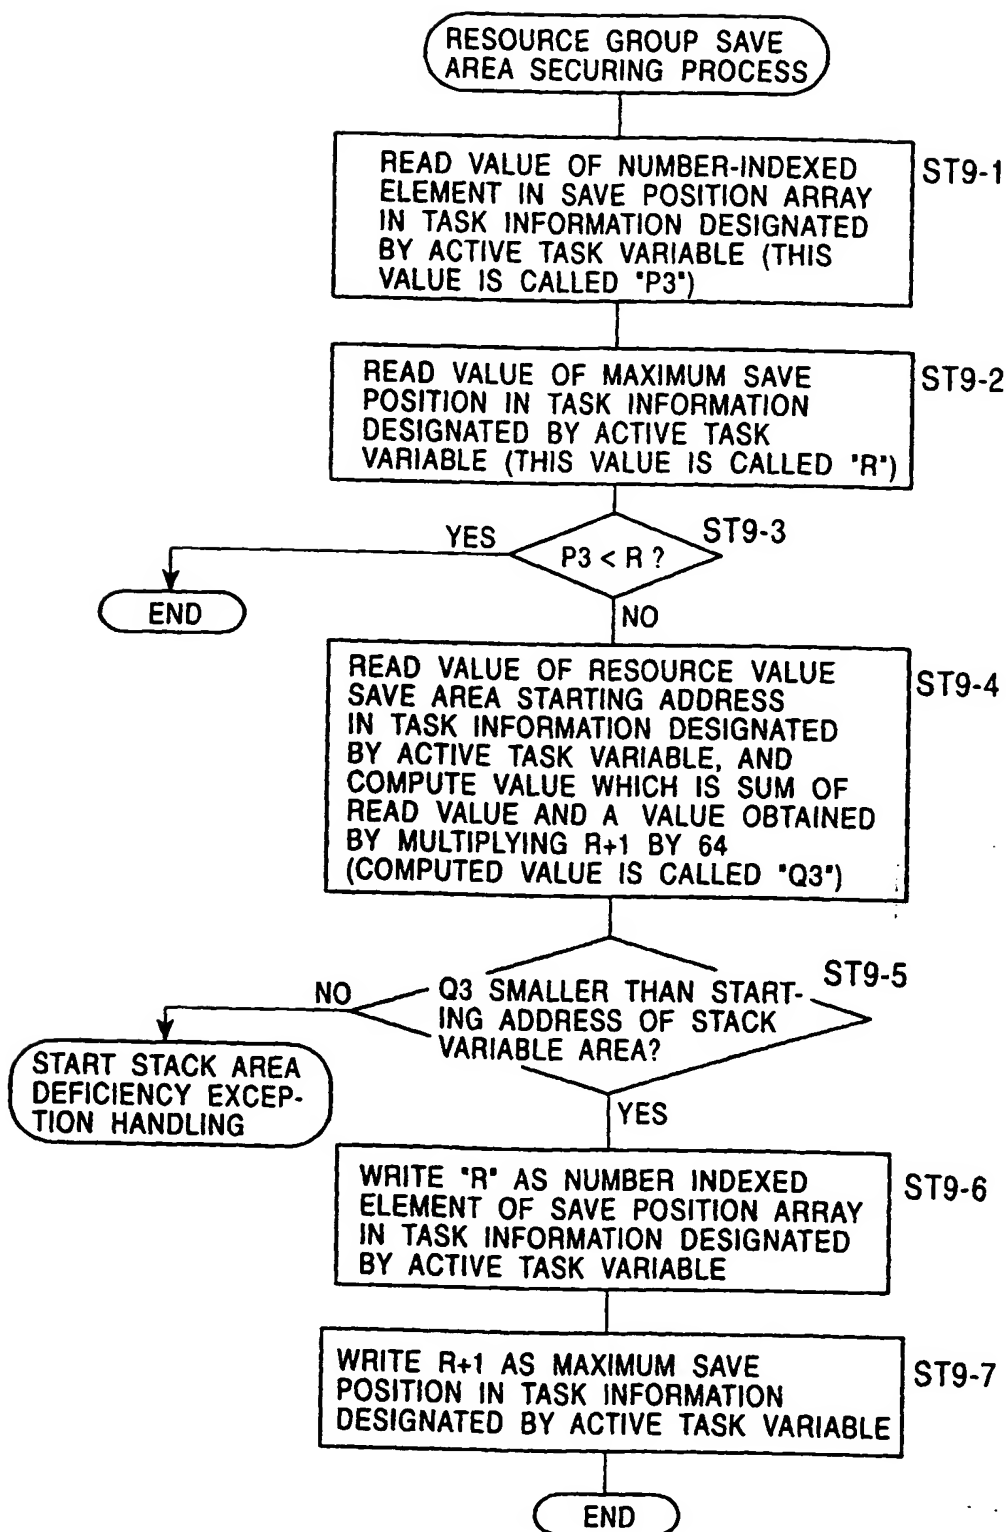 RESOURCE GROUP SAVE
AREA SECURING PROCESS
READ VALUE OF NUMBER-INDEXED
ELEMENT IN SAVE POSITION ARRAY
IN TASK INFORMATION DESIGNATED
BY ACTIVE TASK VARIABLE (THIS
VALUE IS CALLED "P3")
ST9-1
READ VALUE OF MAXIMUM SAVE
POSITION IN TASK INFORMATION
DESIGNATED BY ACTIVE TASK
VARIABLE (THIS VALUE IS CALLED "R")
ST9-2
P3 < R ?
ST9-3
YES
END
NO
READ VALUE OF RESOURCE VALUE
SAVE AREA STARTING ADDRESS
IN TASK INFORMATION DESIGNATED
BY ACTIVE TASK VARIABLE, AND
COMPUTE VALUE WHICH IS SUM OF
READ VALUE AND A VALUE OBTAINED
BY MULTIPLYING R+1 BY 64
(COMPUTED VALUE IS CALLED "Q3")
ST9-4
Q3 SMALLER THAN START-
ING ADDRESS OF STACK
VARIABLE AREA?
ST9-5
NO
START STACK AREA
DEFICIENCY EXCEP-
TION HANDLING
YES
WRITE "R" AS NUMBER INDEXED
ELEMENT OF SAVE POSITION ARRAY
IN TASK INFORMATION DESIGNATED
BY ACTIVE TASK VARIABLE
ST9-6
WRITE R+1 AS MAXIMUM SAVE
POSITION IN TASK INFORMATION
DESIGNATED BY ACTIVE TASK VARIABLE
ST9-7
END